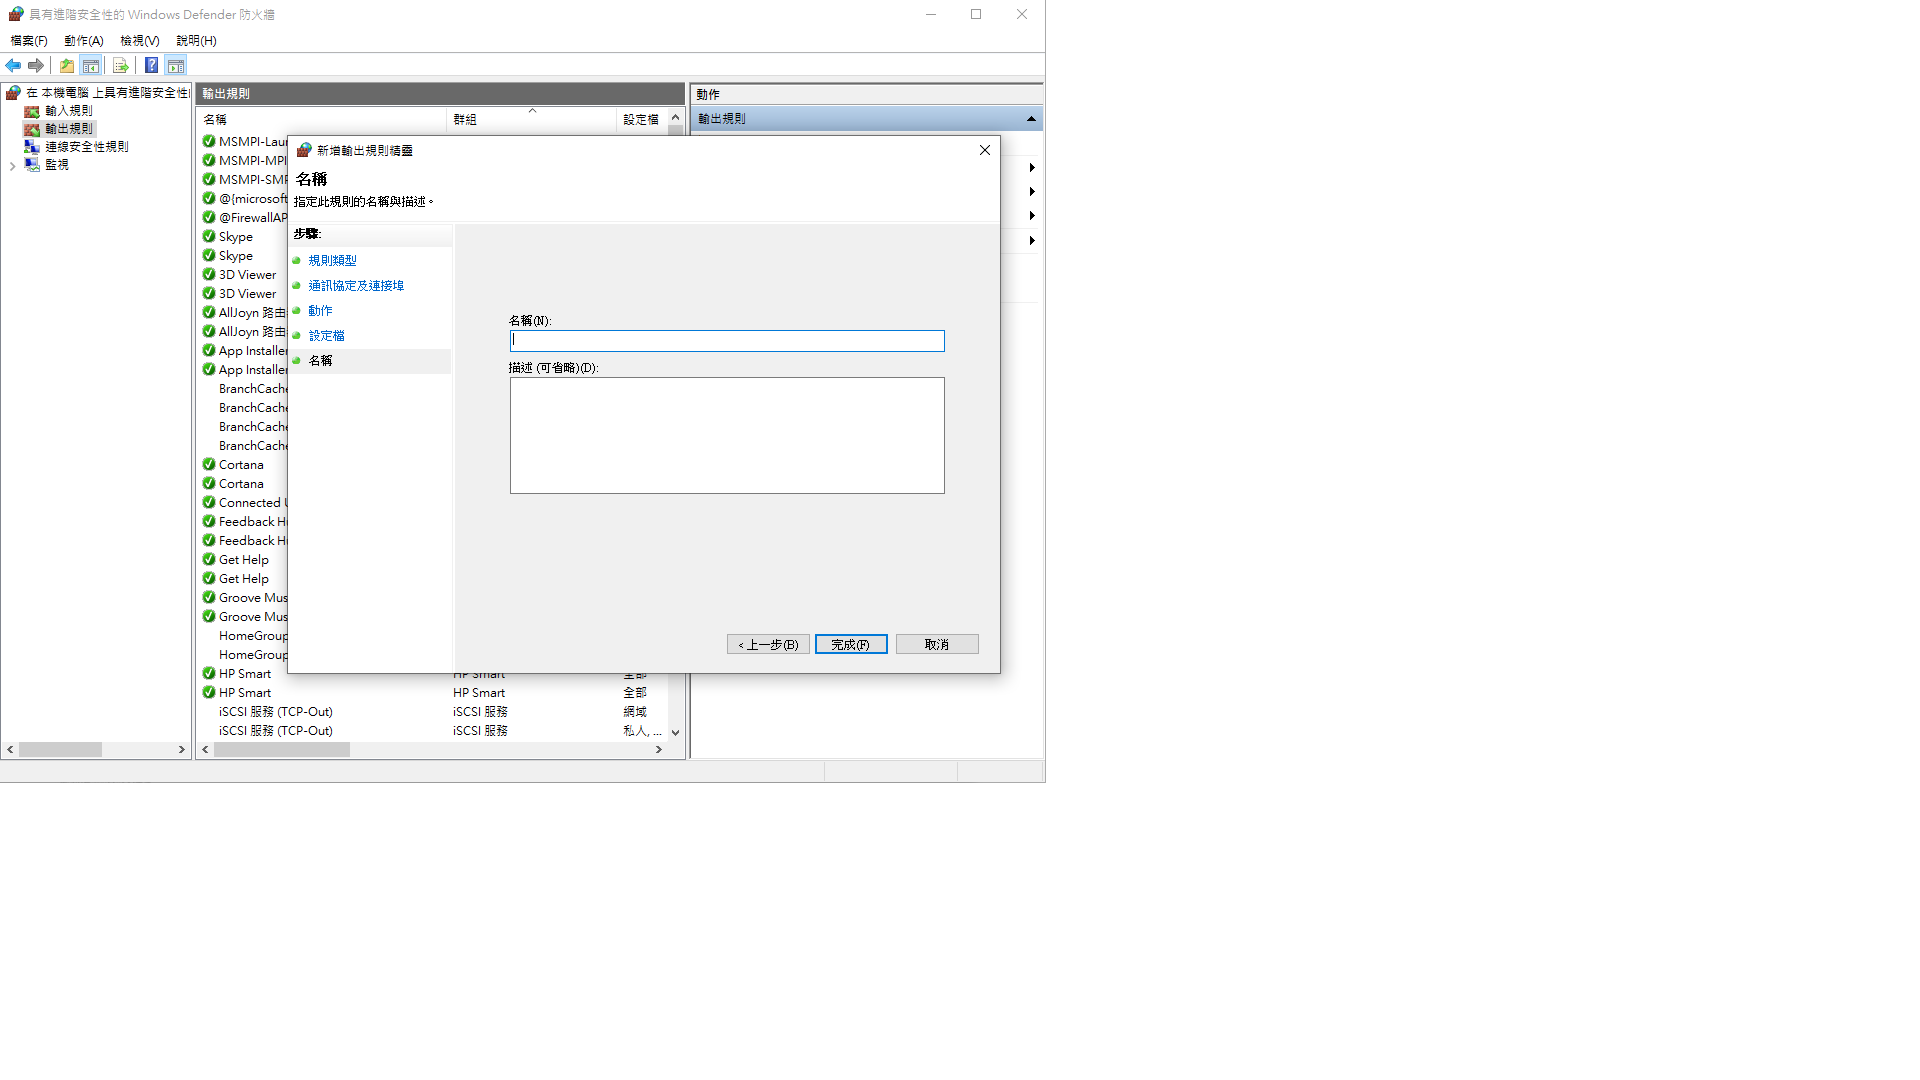 具有進階安全性的 Windows Defender 防火牆
檔案(F) 動作(A) 檢視(V) 說明(H)
在 本機電腦 上具有進階安全性
輸入規則
輸出規則
連線安全性規則
監視
輸出規則
名稱 群組 設定檔
MSMPI-Lau
MSMPI-MPI
MSMPI-SMP
@{microsoft
@FirewallAP
Skype
Skype
3D Viewer
3D Viewer
AllJoyn 路由
AllJoyn 路由
App Installer
App Installer
BranchCache
BranchCache
BranchCache
BranchCache
Cortana
Cortana
Connected U
Feedback Hu
Feedback Hu
Get Help
Get Help
Groove Mus
Groove Mus
HomeGroup
HomeGroup
HP Smart HP Smart 全部
HP Smart HP Smart 全部
iSCSI 服務 (TCP-Out) iSCSI 服務 網域
iSCSI 服務 (TCP-Out) iSCSI 服務 私人, ...
動作
輸出規則
新增輸出規則精靈
名稱
指定此規則的名稱與描述。
步驟:
規則類型
通訊協定及連接埠
動作
設定檔
名稱
名稱(N):
描述 (可省略)(D):
< 上一步(B) 完成(F) 取消